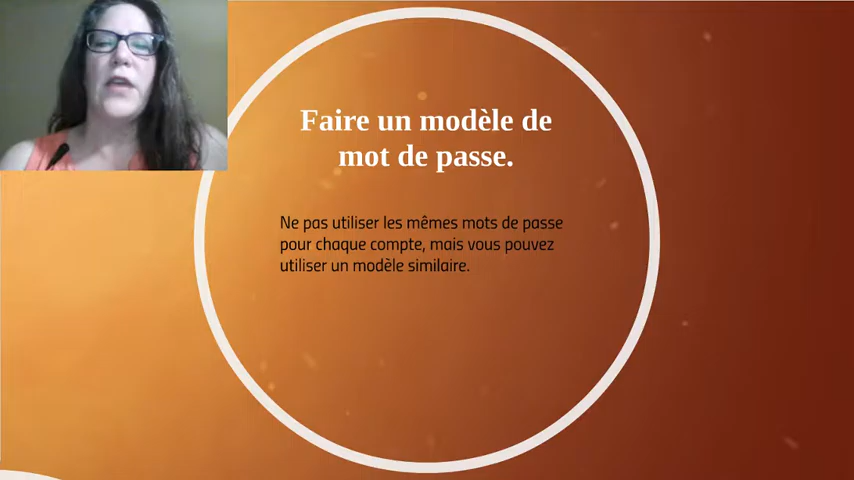 Faire un modèle de
mot de passe.
Ne pas utiliser les mêmes mots de passe
pour chaque compte, mais vous pouvez
utiliser un modèle similaire.